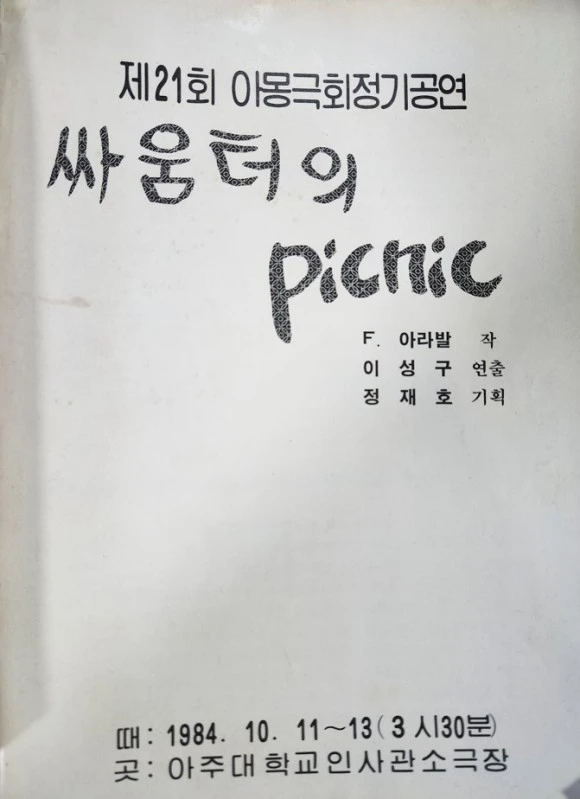 제21회 아몽극회정기공연
싸움터의
picnic
F. 아라발 작
이 성 구 연출
정 재 호 기획
때: 1984. 10. 11~13(3 시30분)
곳: 아주대학교인사관소극장